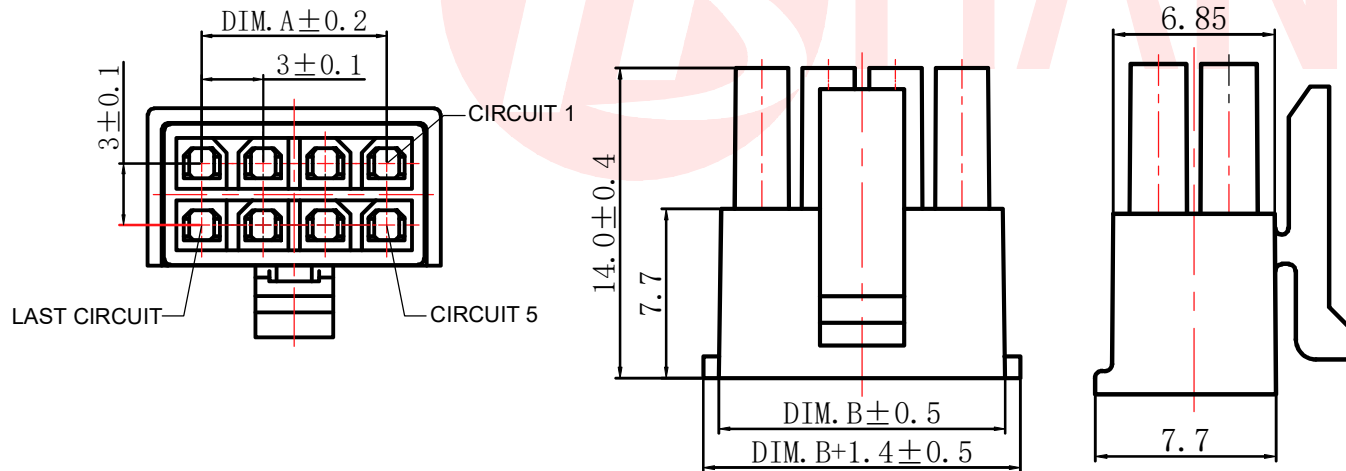 DIM.A±0.2
3±0.1
3±0.1
CIRCUIT 1
LAST CIRCUIT
CIRCUIT 5
14.0±0.4
7.7
DIM.B±0.5
DIM.B+1.4±0.5
6.85
7.7